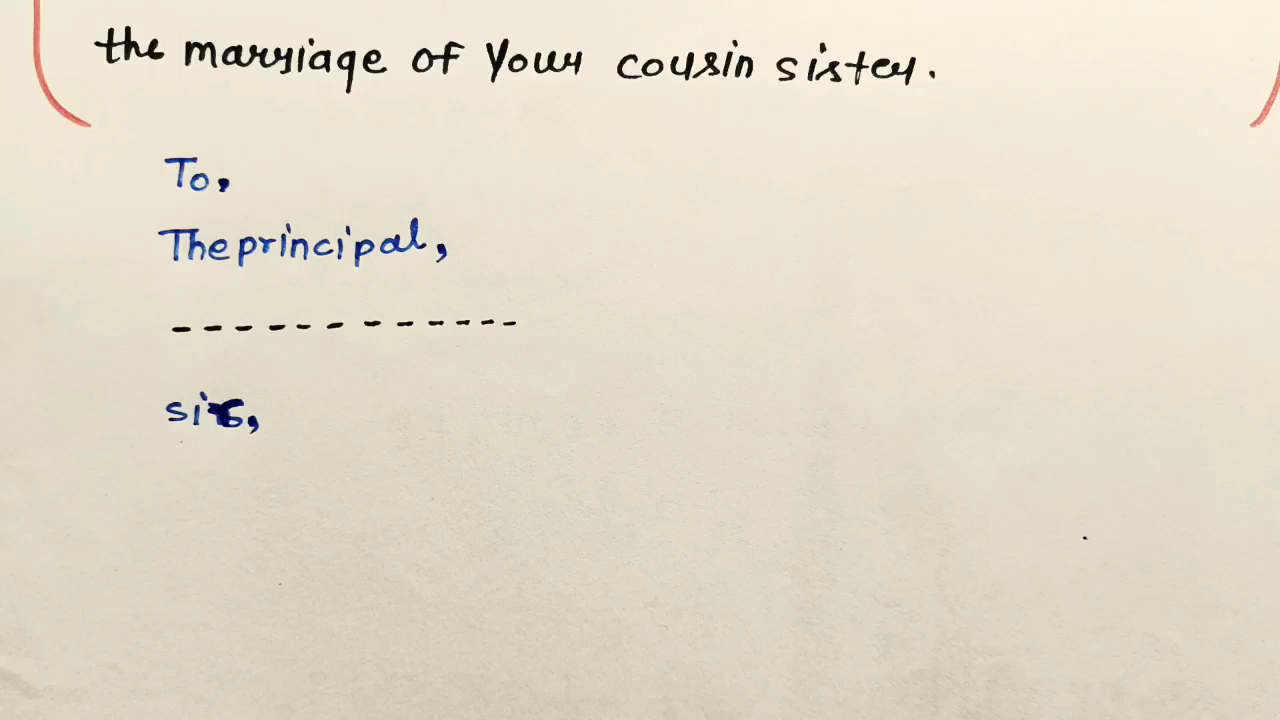 the marriage of Your cousin sister.
To,
The principal,
------------
sir,